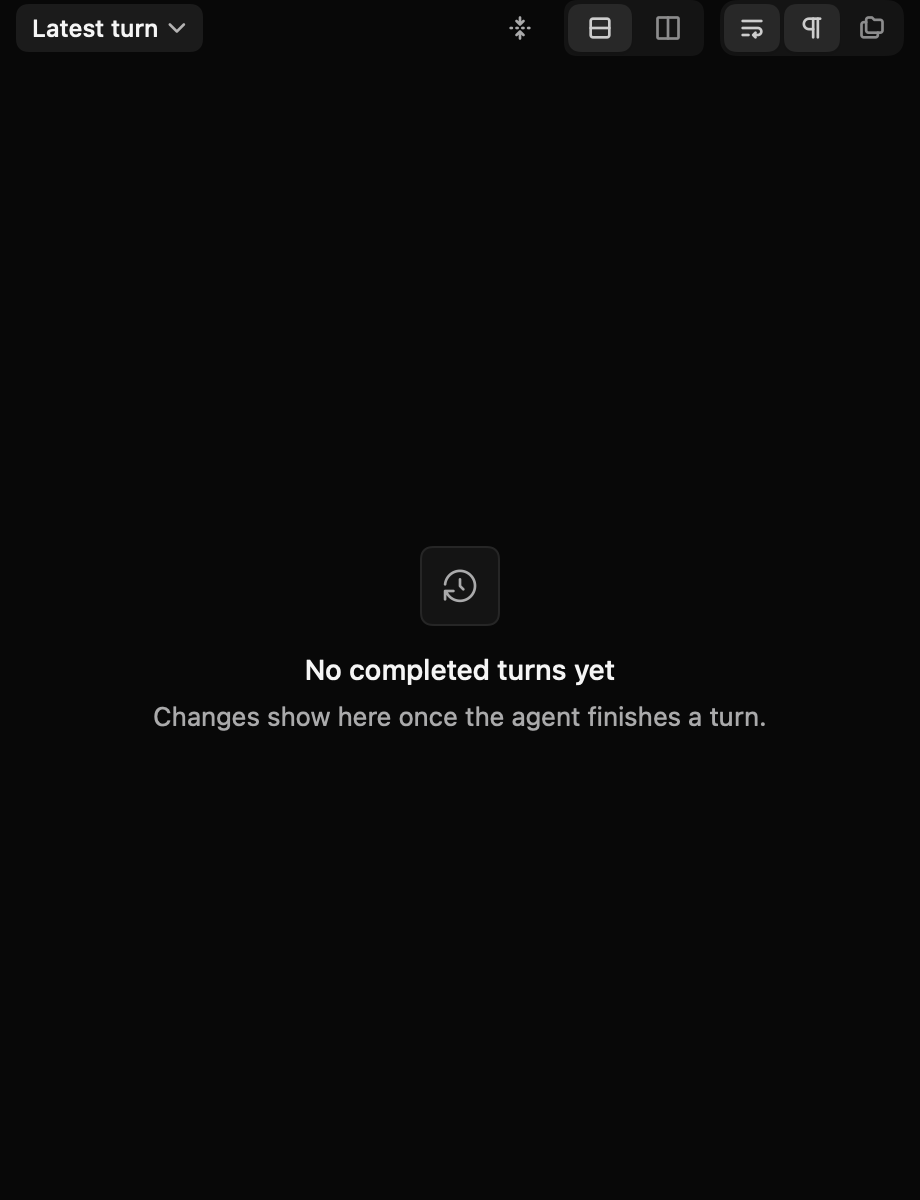 Latest turn
No completed turns yet
Changes show here once the agent finishes a turn.